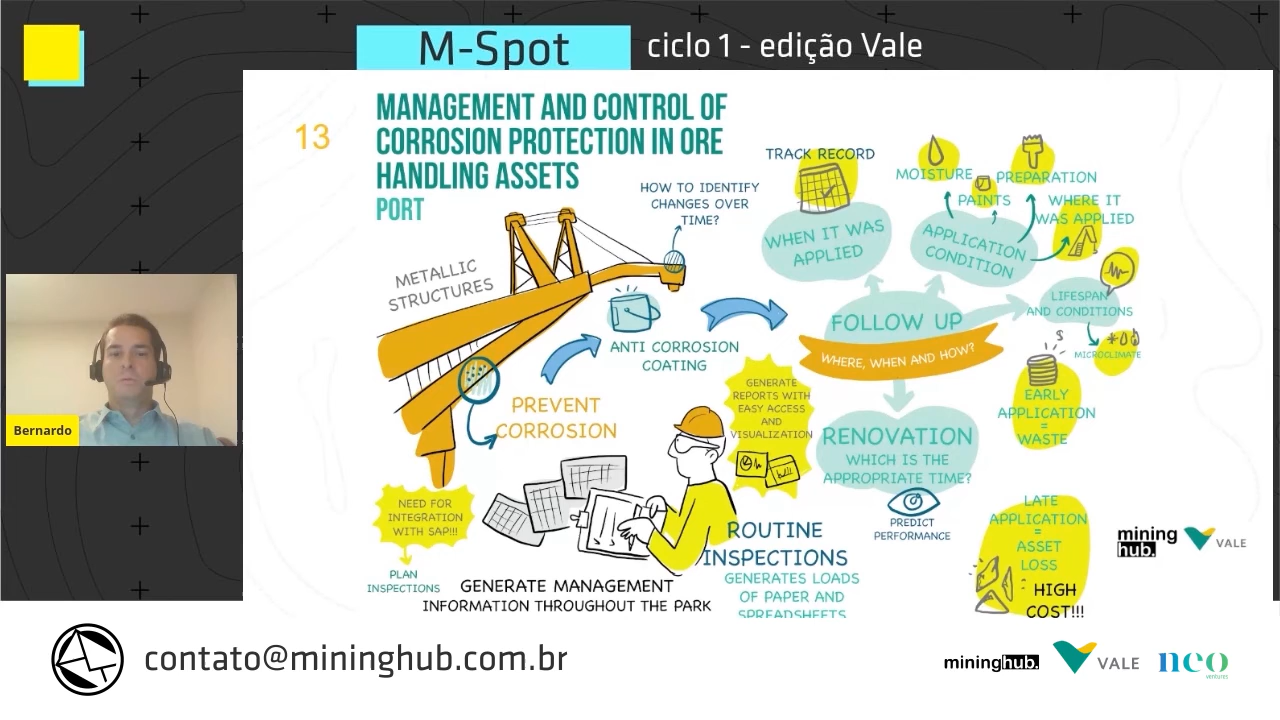 M-Spot
ciclo 1 - edição Vale
13
MANAGEMENT AND CONTROL OF
CORROSION PROTECTION IN ORE
HANDLING ASSETS
PORT
HOW TO IDENTIFY
CHANGES OVER
TIME?
METALLIC
STRUCTURES
ANTI CORROSION
COATING
PREVENT
CORROSION
TRACK RECORD
WHEN IT WAS
APPLIED
MOISTURE
PREPARATION
PAINTS
WHERE IT
WAS APPLIED
APPLICATION
CONDITION
LIFESPAN
AND CONDITIONS
MICROCLIMATE
FOLLOW UP
WHERE, WHEN AND HOW?
$
EARLY
APPLICATION
=
WASTE
GENERATE
REPORTS WITH
EASY ACCESS
AND
VISUALIZATION
RENOVATION
WHICH IS THE
APPROPRIATE TIME?
PREDICT
PERFORMANCE
LATE
APPLICATION
=
ASSET
LOSS
HIGH
COST!!!
NEED FOR
INTEGRATION
WITH SAP!!!
PLAN
INSPECTIONS
GENERATE MANAGEMENT
INFORMATION THROUGHOUT THE PARK
ROUTINE
INSPECTIONS
GENERATES LOADS
OF PAPER AND
SPREADSHEETS
mining
hub.
VALE
Bernardo
contato@mininghub.com.br
mininghub.
VALE
neo
ventures